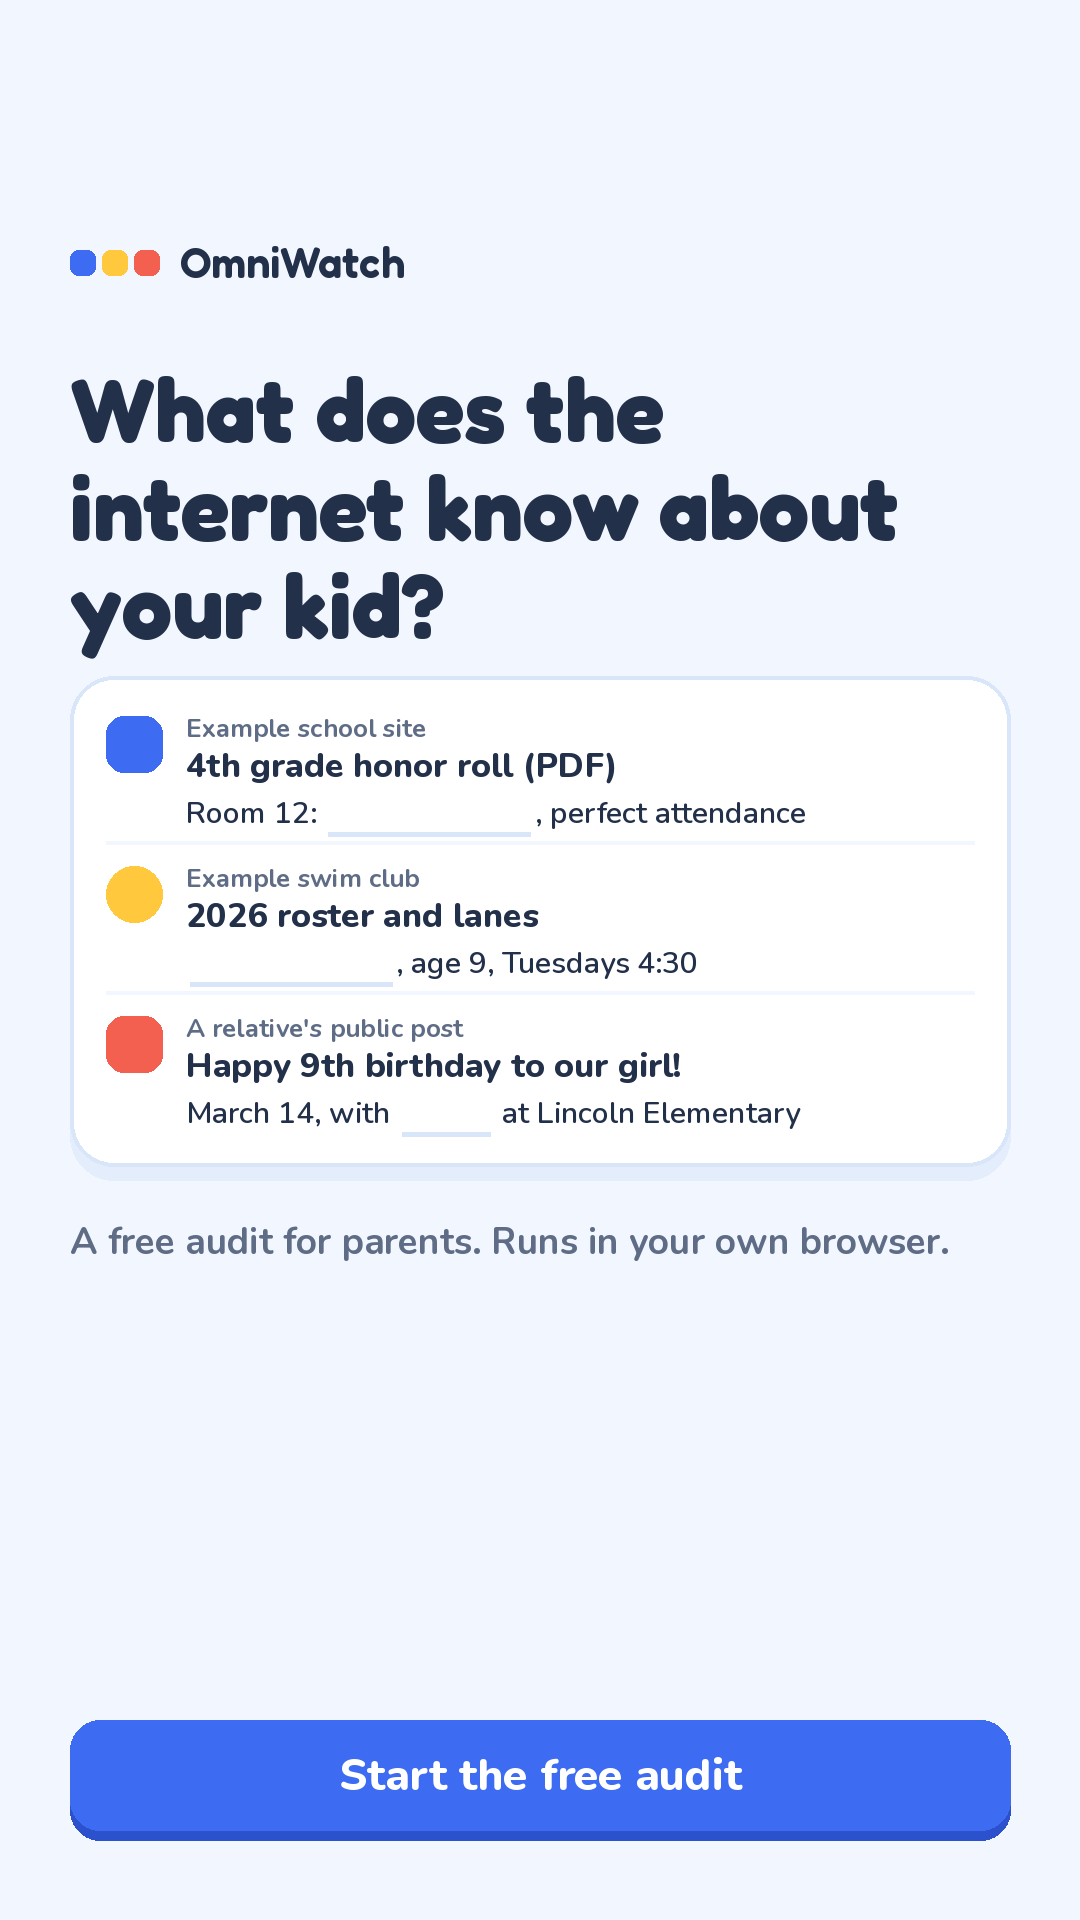 OmniWatch
What does the
internet know about
your kid?
Example school site
4th grade honor roll (PDF)
Room 12: , perfect attendance
Example swim club
2026 roster and lanes
, age 9, Tuesdays 4:30
A relative's public post
Happy 9th birthday to our girl!
March 14, with at Lincoln Elementary
A free audit for parents. Runs in your own browser.
Start the free audit